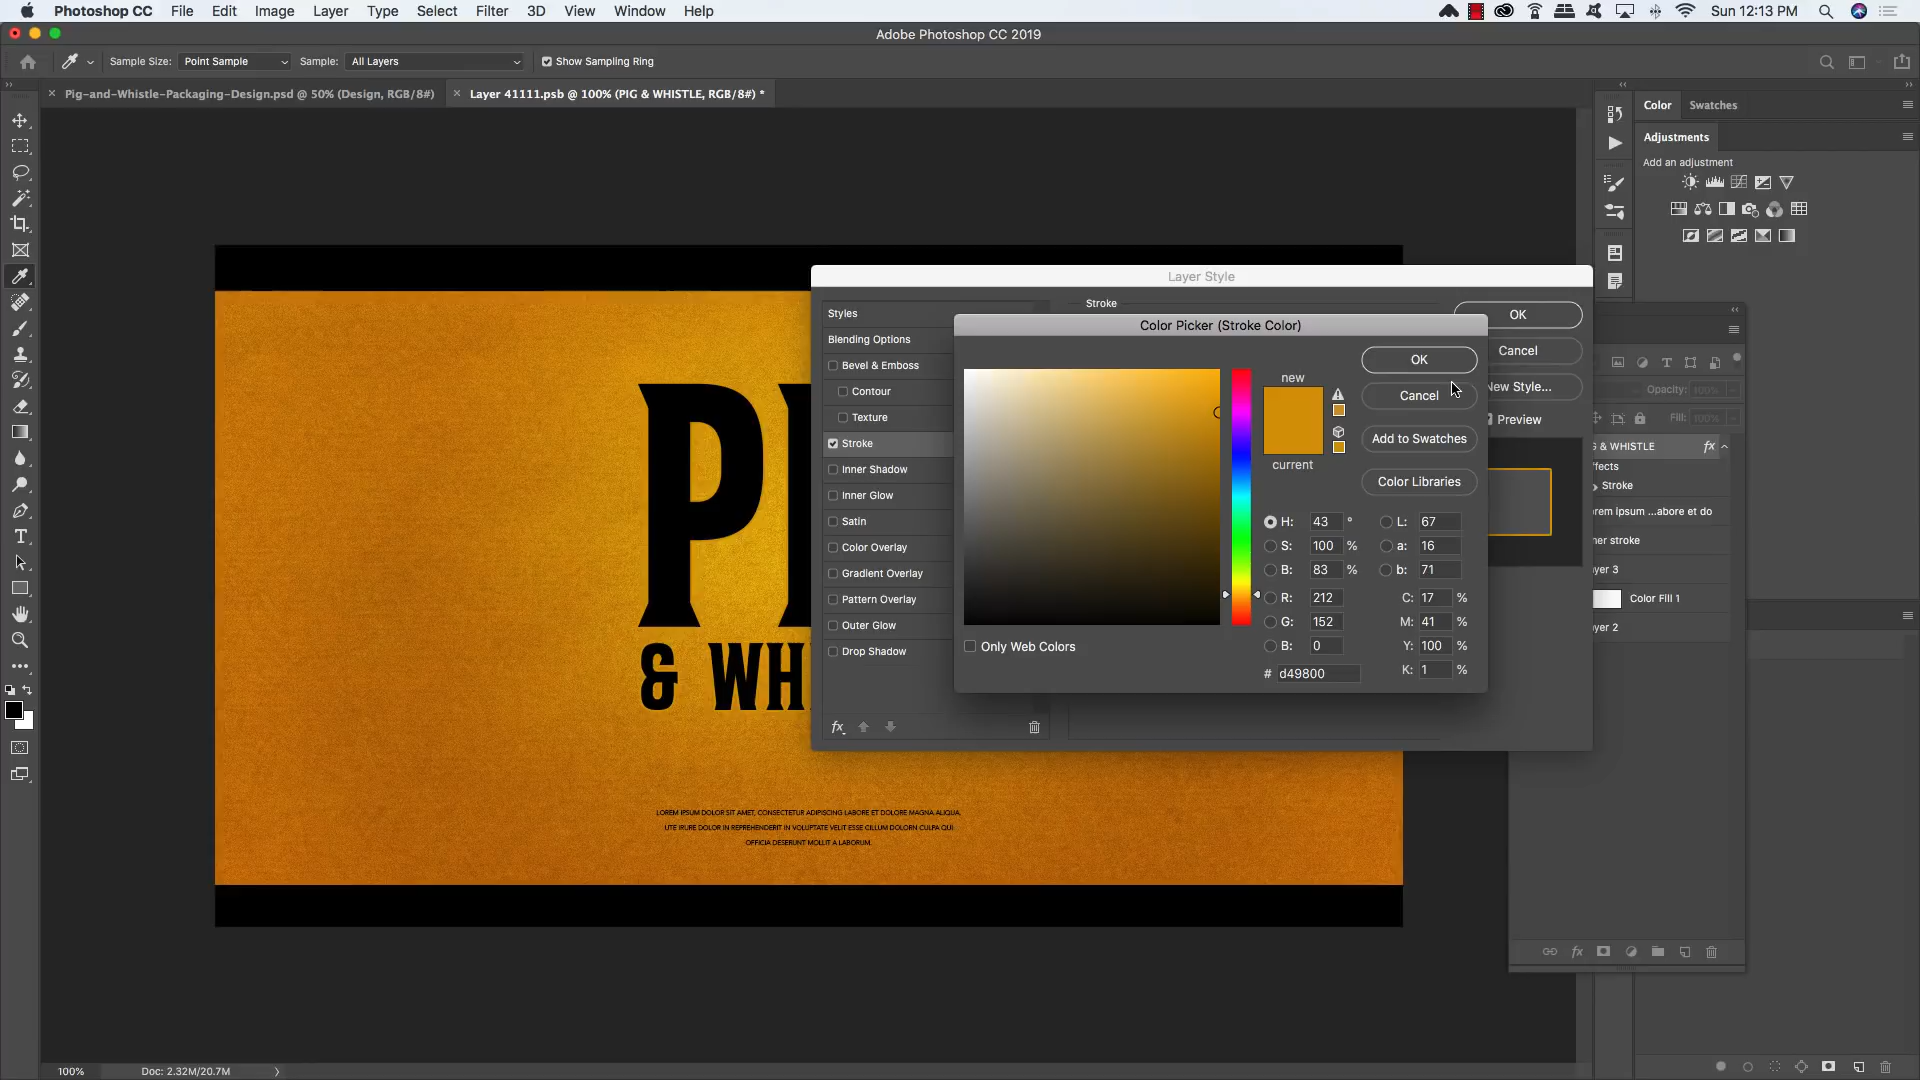 Photoshop CC File Edit Image Layer Type Select Filter 3D View Window Help Sun 12:13 PM
Adobe Photoshop CC 2019
Sample Size: Point Sample Sample: All Layers Show Sampling Ring
Pig-and-Whistle-Packaging-Design.psd @ 50% (Design, RGB/8#)
Layer 41111.psb @ 100% (PIG & WHISTLE, RGB/8#) *
Color Swatches
Adjustments
Add an adjustment
Layer Style
Styles
Blending Options
Bevel & Emboss
Contour
Texture
Stroke
Inner Shadow
Inner Glow
Satin
Color Overlay
Gradient Overlay
Pattern Overlay
Outer Glow
Drop Shadow
fx
Stroke
OK
Cancel
New Style...
Preview
Color Picker (Stroke Color)
new
current
OK
Cancel
Add to Swatches
Color Libraries
H: 43 °
S: 100 %
B: 83 %
R: 212
G: 152
B: 0
# d49800
L: 67
a: 16
b: 71
C: 17 %
M: 41 %
Y: 100 %
K: 1 %
Only Web Colors
Opacity: 100%
Fill: 100%
G & WHISTLE fx
ffects
Stroke
orem ipsum ...abore et do
ner stroke
yer 3
Color Fill 1
yer 2
fx
P
& WH
LOREM IPSUM DOLOR SIT AMET, CONSECTETUR ADIPISCING LABORE ET DOLORE MAGNA ALIQUA.
UTE IRURE DOLOR IN REPREHENDERIT IN VOLUPTATE VELIT ESSE CILLUM DOLORN CULPA QUI.
OFFICIA DESERUNT MOLLIT A LABORUM.
100% Doc: 2.32M/20.7M